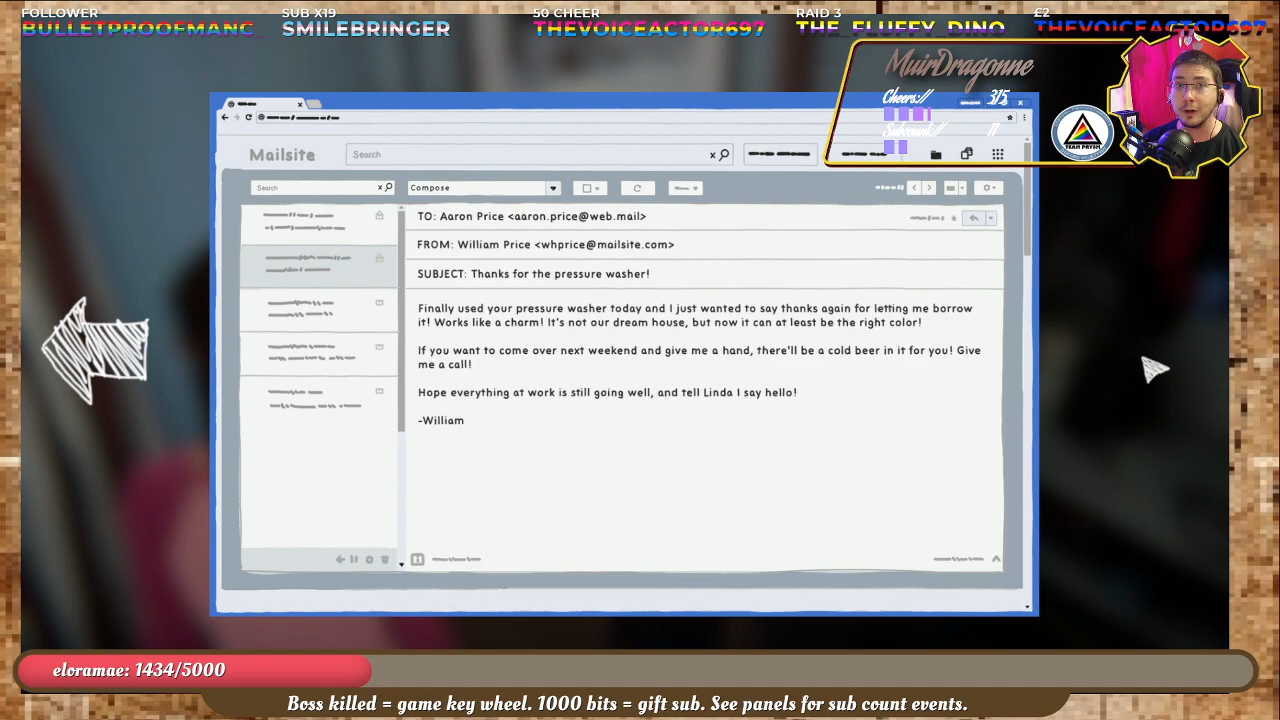 FOLLOWER
BULLETPROOFMANC
SUB X19
SMILEBRINGER
50 CHEER
THEVOICEACTOR697
RAID 3
THE_FLUFFY_DINO
£2
THEVOICEACTOR697
MuirDragonne
Cheers// 3/5
Subcount// 11
TEAM PRYSM
Mailsite
Search
Search
Compose
TO: Aaron Price <aaron.price@web.mail>
FROM: William Price <whprice@mailsite.com>
SUBJECT: Thanks for the pressure washer!
Finally used your pressure washer today and I just wanted to say thanks again for letting me borrow
it! Works like a charm! It's not our dream house, but now it can at least be the right color!
If you want to come over next weekend and give me a hand, there'll be a cold beer in it for you! Give
me a call!
Hope everything at work is still going well, and tell Linda I say hello!
-William
eloramae: 1434/5000
Boss killed = game key wheel. 1000 bits = gift sub. See panels for sub count events.